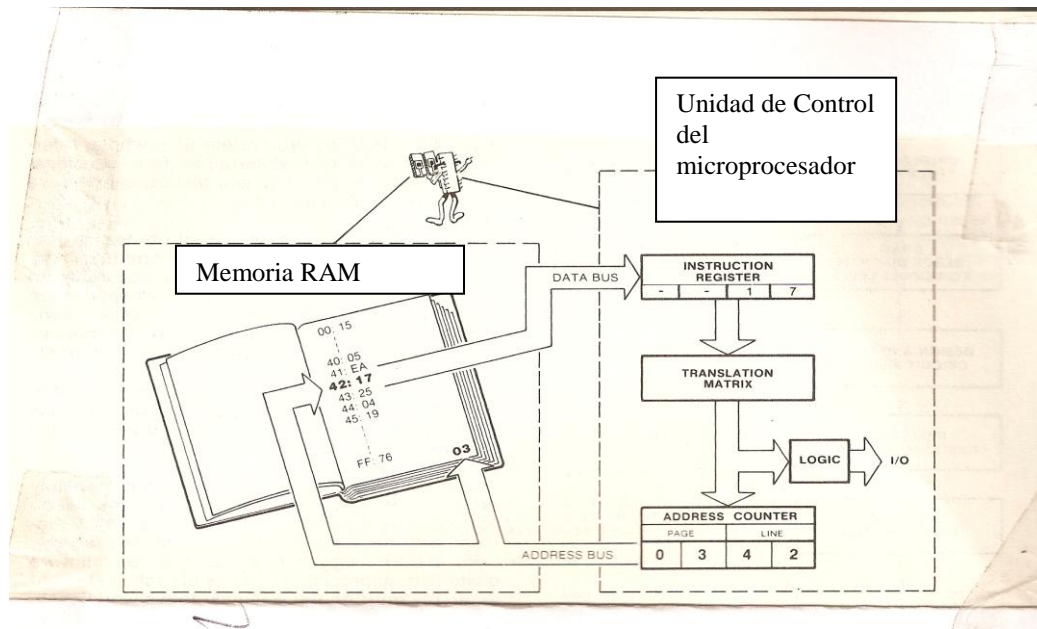 Unidad de Control
del
microprocesador
Memoria RAM
DATA BUS
INSTRUCTION
REGISTER
- - 1 7
00: 15
40: 05
41: EA
42: 17
43: 25
44: 04
45: 19
FF: 76
03
TRANSLATION
MATRIX
LOGIC
I/O
ADDRESS COUNTER
PAGE LINE
0 3 4 2
ADDRESS BUS